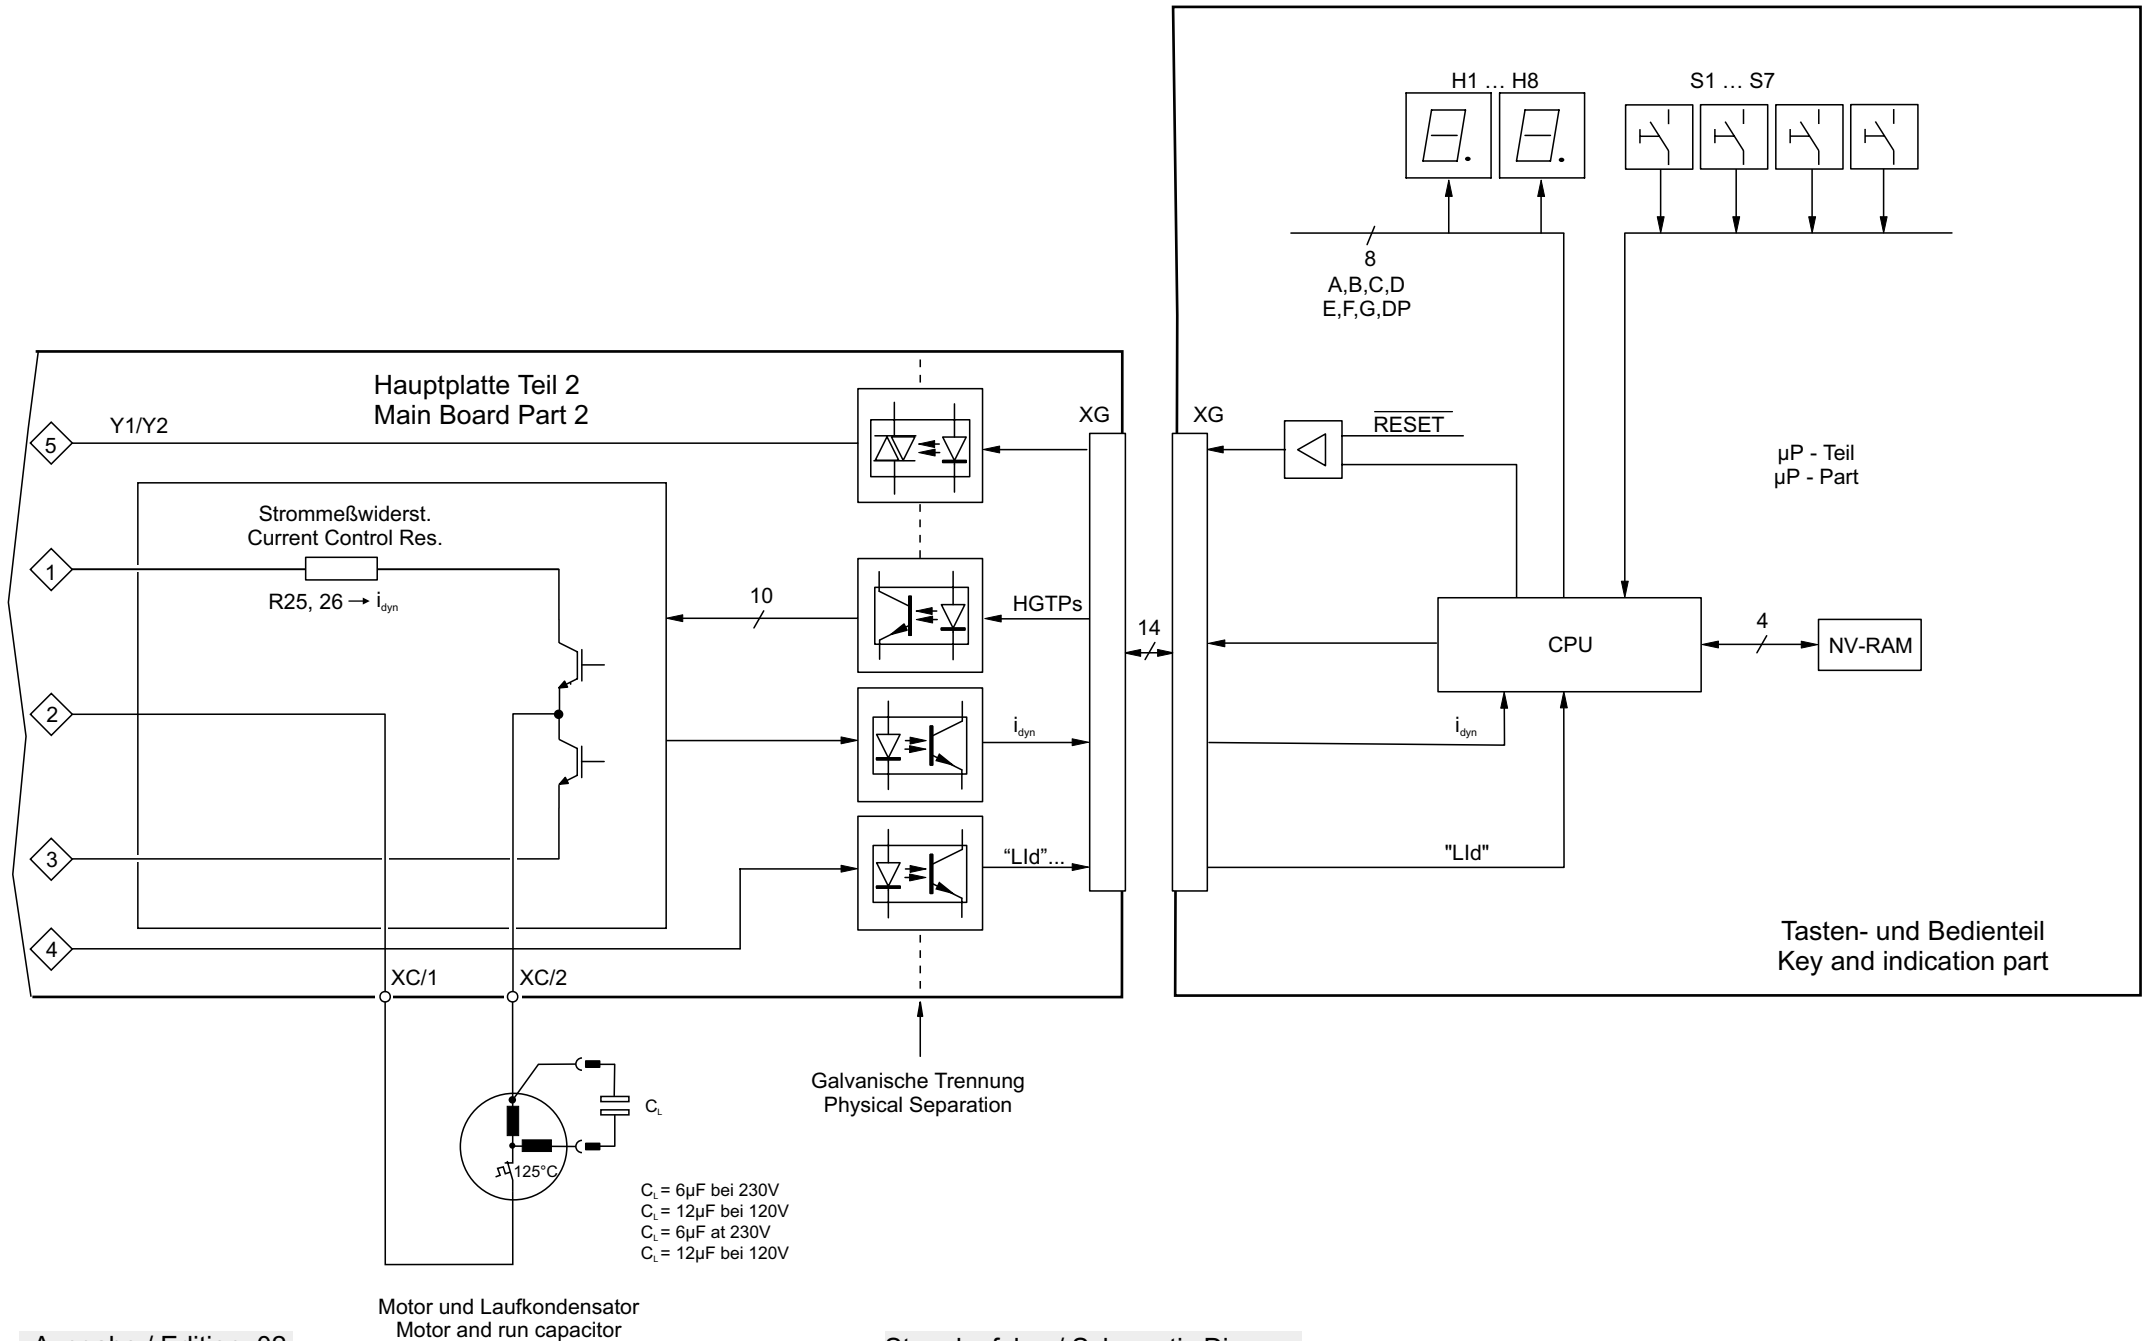 H1 … H8
S1 … S7
8
A,B,C,D
E,F,G,DP
Hauptplatte Teil 2
Main Board Part 2
XG
XG
RESET
µP - Teil
µP - Part
5
Y1/Y2
Strommeßwiderst.
Current Control Res.
1
R25, 26 → idyn
10
HGTPs
14
CPU
4
NV-RAM
2
idyn
idyn
3
“LId”...
"LId"
4
XC/1
XC/2
Tasten- und Bedienteil
Key and indication part
Galvanische Trennung
Physical Separation
CL
125°C
CL = 6µF bei 230V
CL = 12µF bei 120V
CL = 6µF at 230V
CL = 12µF bei 120V
Motor und Laufkondensator
Motor and run capacitor